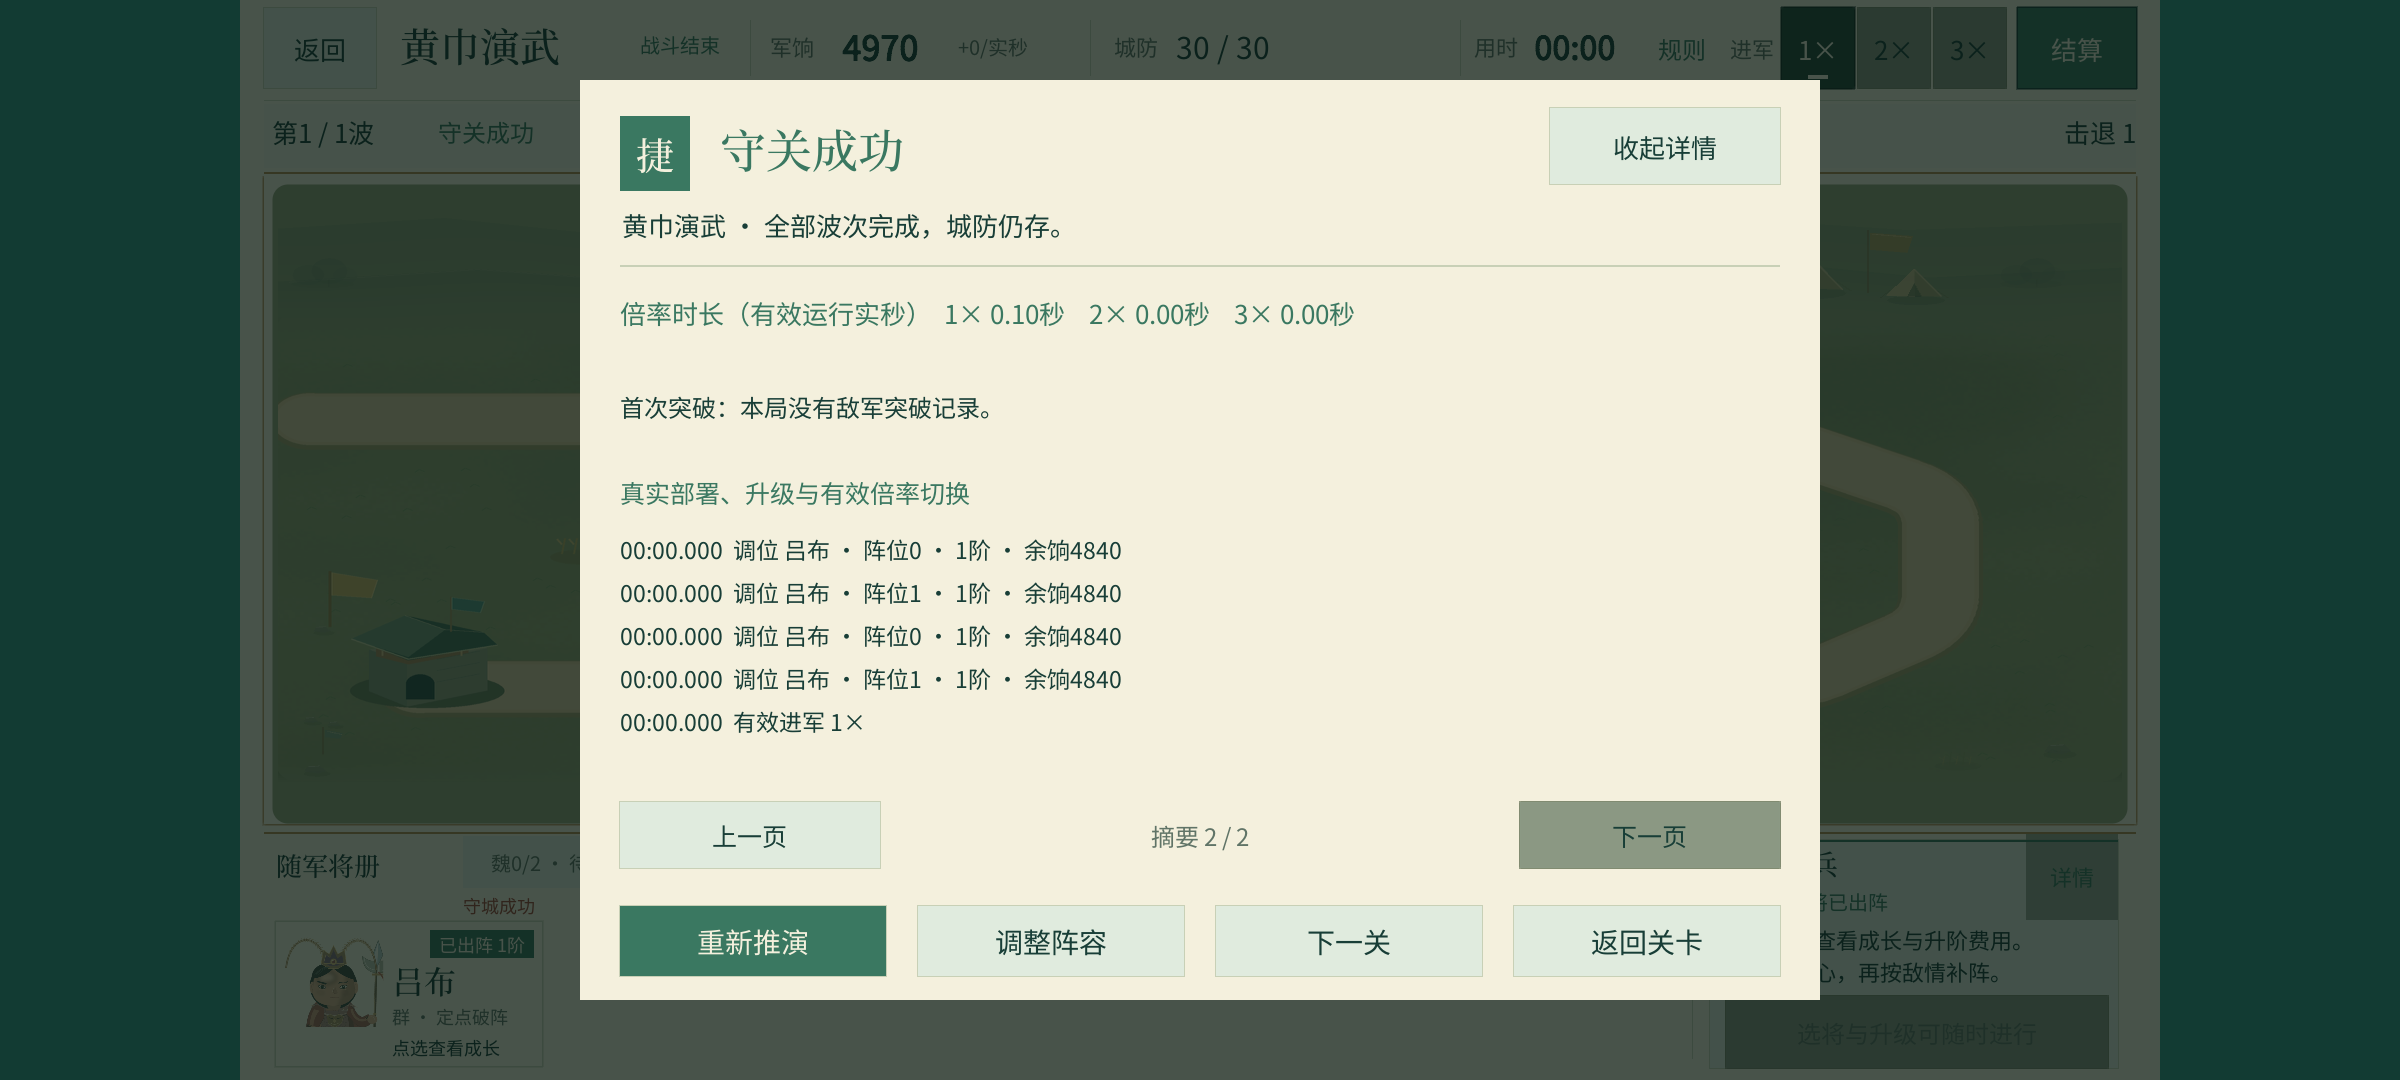 返回
黄巾演武
战斗结束
军饷 4970 +0/实秒
城防 30 / 30
用时 00:00
规则
进军 1× 2× 3×
结算
第1 / 1波
守关成功
击退 1
捷 守关成功
收起详情
黄巾演武 · 全部波次完成，城防仍存。
倍率时长（有效运行实秒） 1× 0.10秒 2× 0.00秒 3× 0.00秒
首次突破：本局没有敌军突破记录。
真实部署、升级与有效倍率切换
00:00.000 调位 吕布 · 阵位0 · 1阶 · 余饷4840
00:00.000 调位 吕布 · 阵位1 · 1阶 · 余饷4840
00:00.000 调位 吕布 · 阵位0 · 1阶 · 余饷4840
00:00.000 调位 吕布 · 阵位1 · 1阶 · 余饷4840
00:00.000 有效进军 1×
上一页
摘要 2 / 2
下一页
重新推演
调整阵容
下一关
返回关卡
随军将册
魏0/2 ·
守城成功
已出阵 1阶
吕布
群 · 定点破阵
点选查看成长
兵
详情
已出阵
查看成长与升阶费用。
心，再按敌情补阵。
选将与升级可随时进行